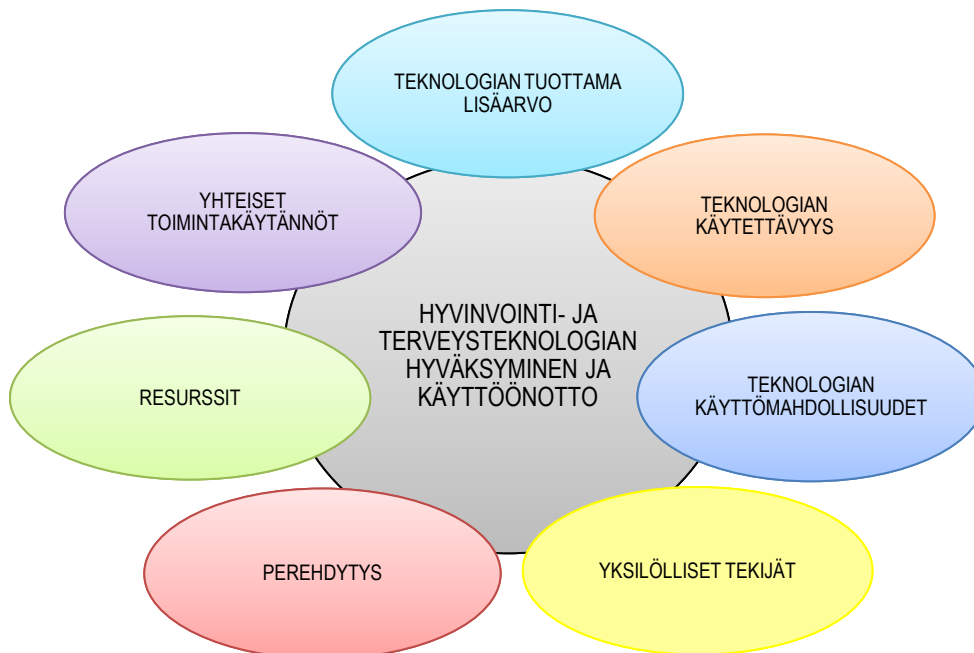 TEKNOLOGIAN TUOTTAMA
LISÄARVO
YHTEISET
TOIMINTAKÄYTÄNNÖT
TEKNOLOGIAN
KÄYTETTÄVYYS
HYVINVOINTI- JA
TERVEYSTEKNOLOGIAN
HYVÄKSYMINEN JA
KÄYTTÖÖNOTTO
RESURSSIT
TEKNOLOGIAN
KÄYTTÖMAHDOLLISUUDET
PEREHDYTYS
YKSILÖLLISET TEKIJÄT